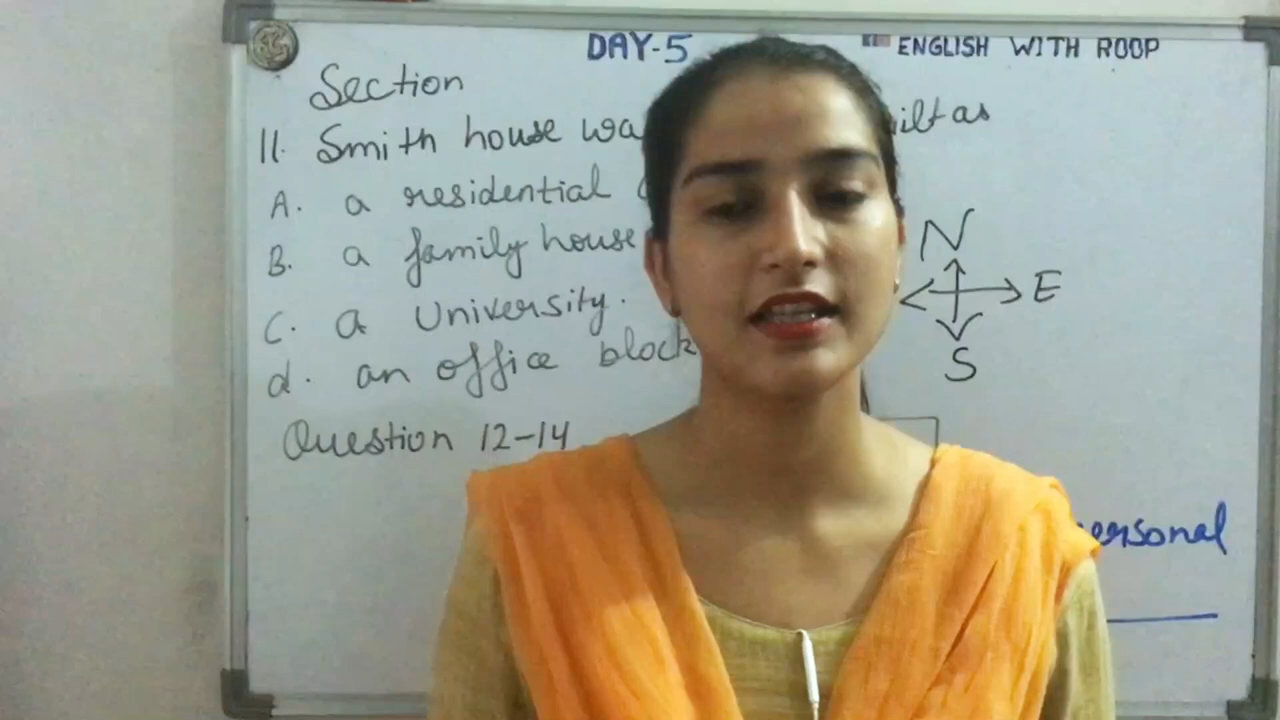 DAY-5
ENGLISH WITH ROOP
Section
11. Smith house wa ilt as
A. a residential
B. a family house
C. a University.
d. an office block
Question 12-14
N
E
S
ersonal